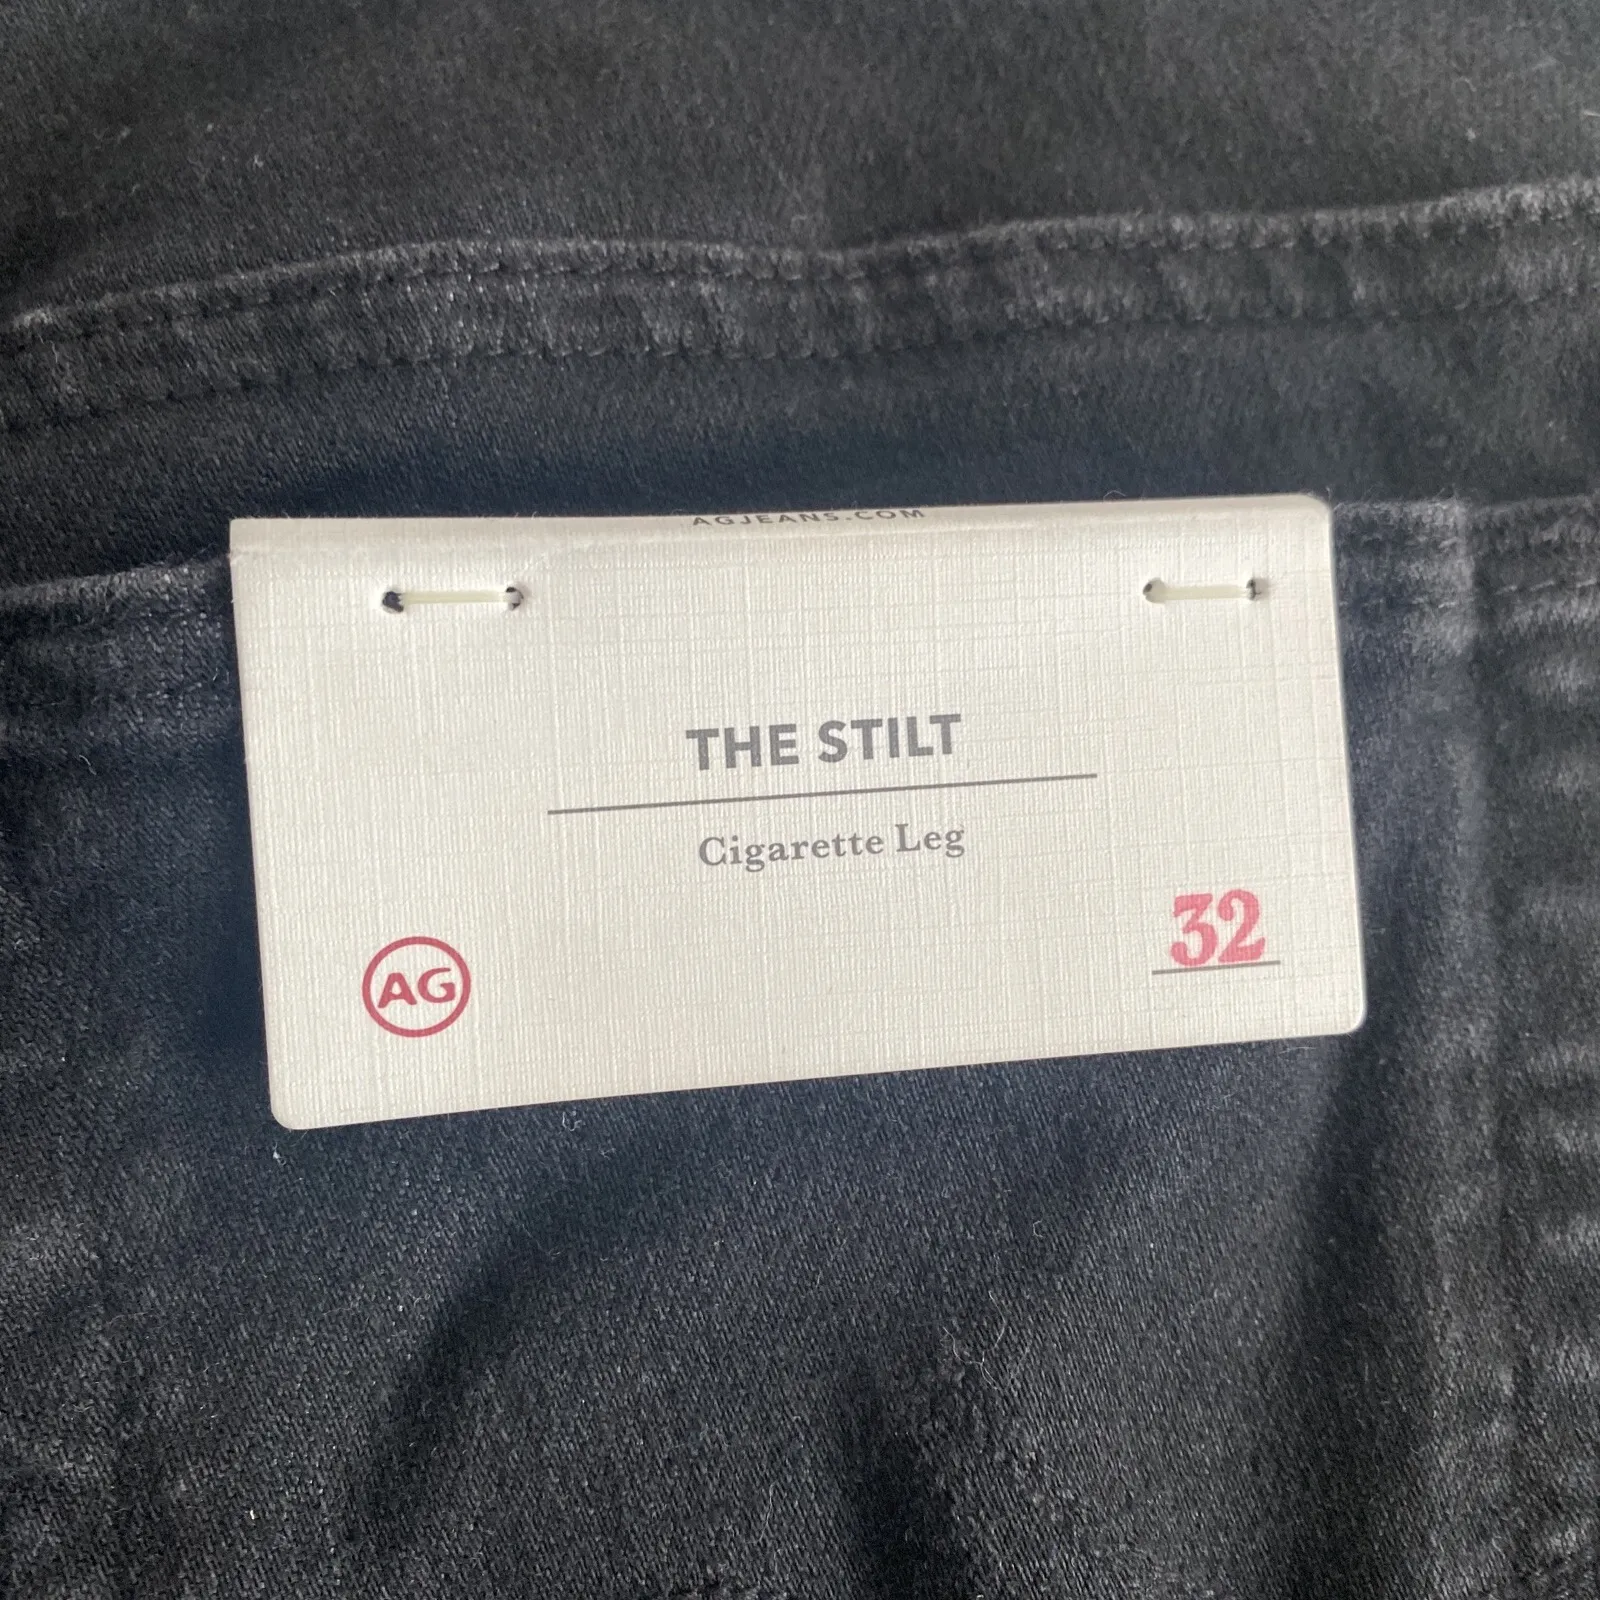 AGJEANS.COM
THE STILT
Cigarette Leg
32
AG